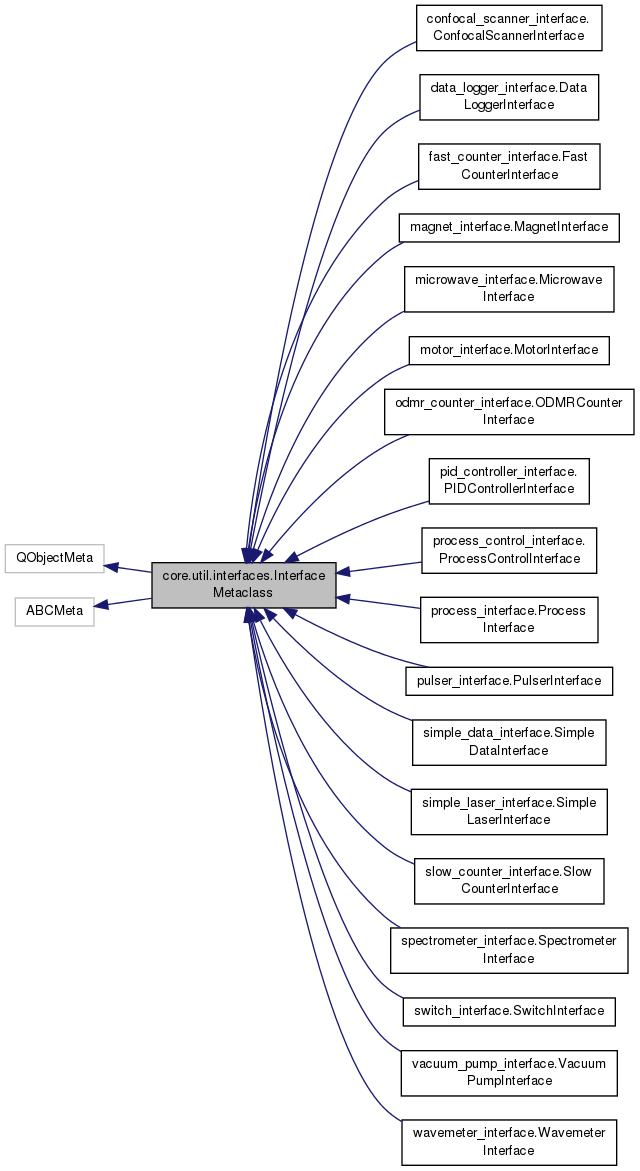 confocal_scanner_interface.
ConfocalScannerInterface
data_logger_interface.Data
LoggerInterface
fast_counter_interface.Fast
CounterInterface
magnet_interface.MagnetInterface
microwave_interface.Microwave
Interface
motor_interface.MotorInterface
odmr_counter_interface.ODMRCounter
Interface
pid_controller_interface.
PIDControllerInterface
process_control_interface.
ProcessControlInterface
QObjectMeta
core.util.interfaces.Interface
Metaclass
ABCMeta
process_interface.Process
Interface
pulser_interface.PulserInterface
simple_data_interface.Simple
DataInterface
simple_laser_interface.Simple
LaserInterface
slow_counter_interface.Slow
CounterInterface
spectrometer_interface.Spectrometer
Interface
switch_interface.SwitchInterface
vacuum_pump_interface.Vacuum
PumpInterface
wavemeter_interface.Wavemeter
Interface